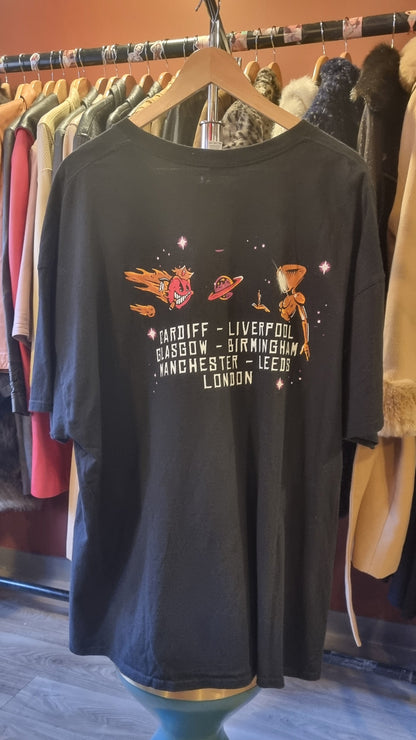 CARDIFF - LIVERPOOL
GLASGOW - BIRMINGHAM
MANCHESTER - LEEDS
LONDON